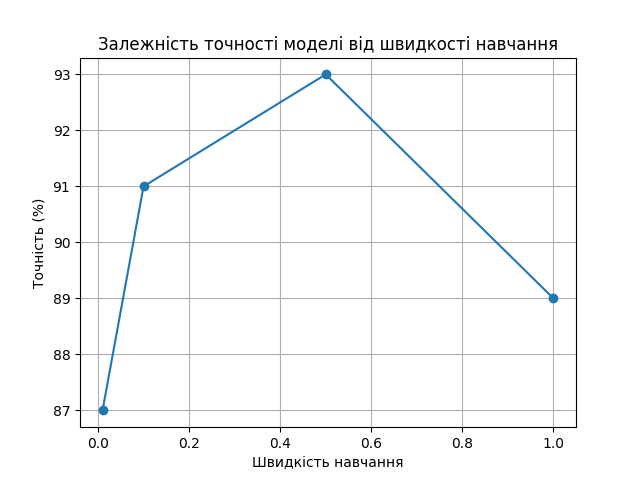 Залежність точності моделі від швидкості навчання
93
92
91
90
89
88
87
Точність (%)
0.0 0.2 0.4 0.6 0.8 1.0
Швидкість навчання